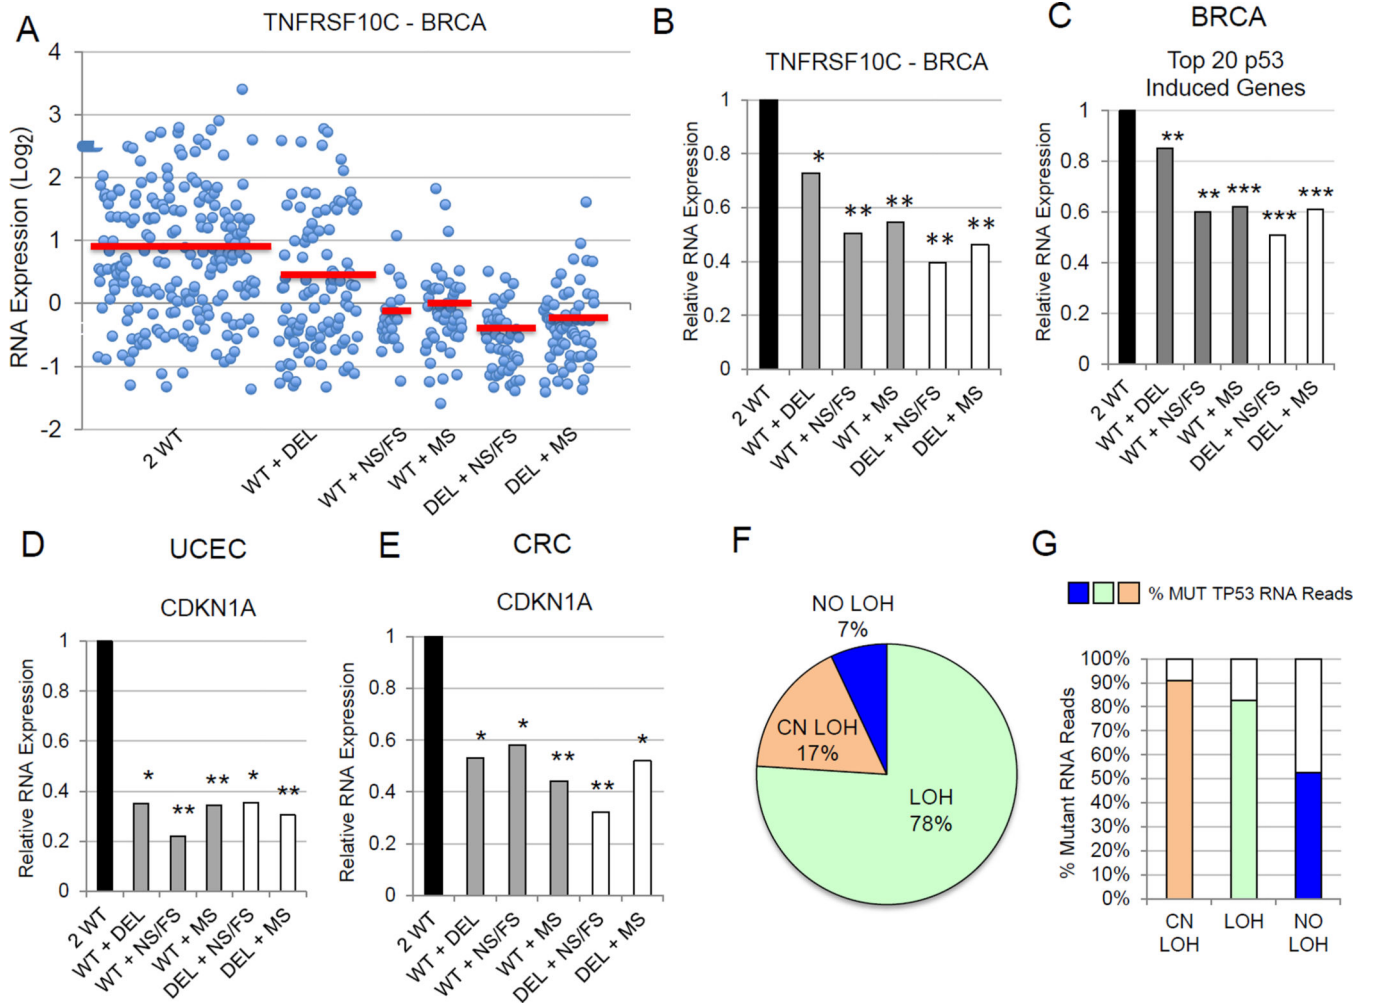 A
TNFRSF10C - BRCA
RNA Expression (Log2)
4
3
2
1
0
-1
-2
2 WT
WT + DEL
WT + NS/FS
WT + MS
DEL + NS/FS
DEL + MS
B
TNFRSF10C - BRCA
Relative RNA Expression
1
0.8
0.6
0.4
0.2
0
*
**
**
**
**
2 WT
WT + DEL
WT + NS/FS
WT + MS
DEL + NS/FS
DEL + MS
C
BRCA
Top 20 p53
Induced Genes
Relative RNA Expression
1
0.8
0.6
0.4
0.2
0
**
**
***
***
***
2 WT
WT + DEL
WT + NS/FS
WT + MS
DEL + NS/FS
DEL + MS
D
UCEC
CDKN1A
Relative RNA Expression
1
0.8
0.6
0.4
0.2
0
*
**
**
*
**
2 WT
WT + DEL
WT + NS/FS
WT + MS
DEL + NS/FS
DEL + MS
E
CRC
CDKN1A
Relative RNA Expression
1
0.8
0.6
0.4
0.2
0
*
*
**
**
*
2 WT
WT + DEL
WT + NS/FS
WT + MS
DEL + NS/FS
DEL + MS
F
NO LOH
7%
CN LOH
17%
LOH
78%
G
% MUT TP53 RNA Reads
% Mutant RNA Reads
100%
90%
80%
70%
60%
50%
40%
30%
20%
10%
0%
CN
LOH
LOH
NO
LOH